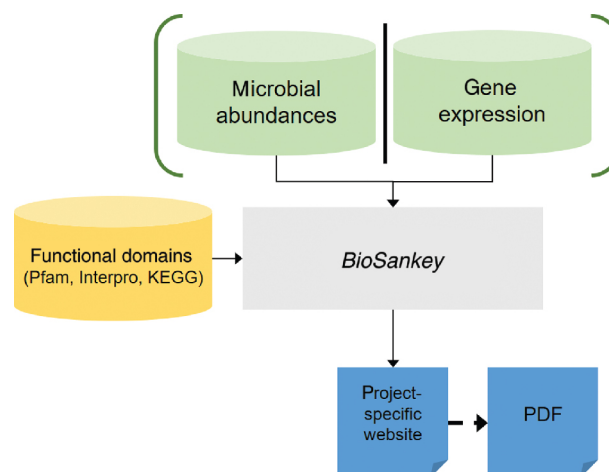 Microbial
abundances
Gene
expression
Functional domains
(Pfam, Interpro, KEGG)
BioSankey
Project-
specific
website
PDF